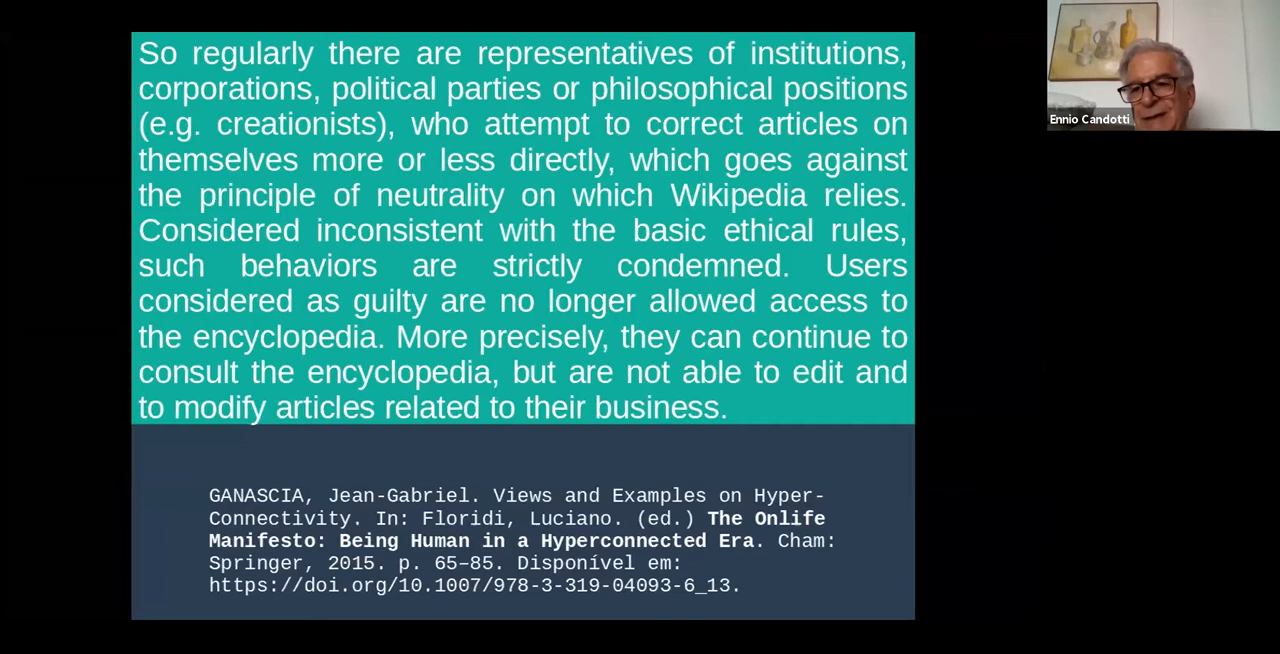 So regularly there are representatives of institutions,
corporations, political parties or philosophical positions
(e.g. creationists), who attempt to correct articles on
themselves more or less directly, which goes against
the principle of neutrality on which Wikipedia relies.
Considered inconsistent with the basic ethical rules,
such behaviors are strictly condemned. Users
considered as guilty are no longer allowed access to
the encyclopedia. More precisely, they can continue to
consult the encyclopedia, but are not able to edit and
to modify articles related to their business.
GANASCIA, Jean-Gabriel. Views and Examples on Hyper-
Connectivity. In: Floridi, Luciano. (ed.) The Onlife
Manifesto: Being Human in a Hyperconnected Era. Cham:
Springer, 2015. p. 65–85. Disponível em:
https://doi.org/10.1007/978-3-319-04093-6_13.
Ennio Candotti